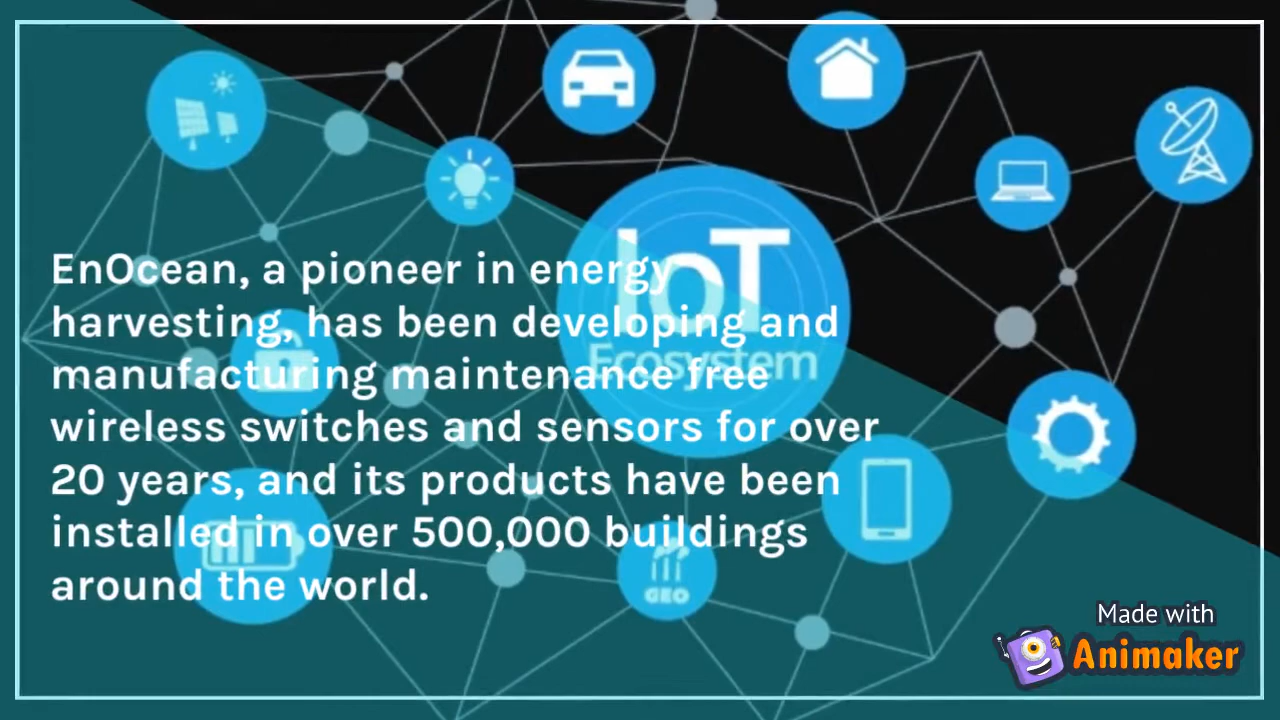 IoT
Ecosystem
EnOcean, a pioneer in energy
harvesting, has been developing and
manufacturing maintenance free
wireless switches and sensors for over
20 years, and its products have been
installed in over 500,000 buildings
around the world.
GEO
Made with
Animaker